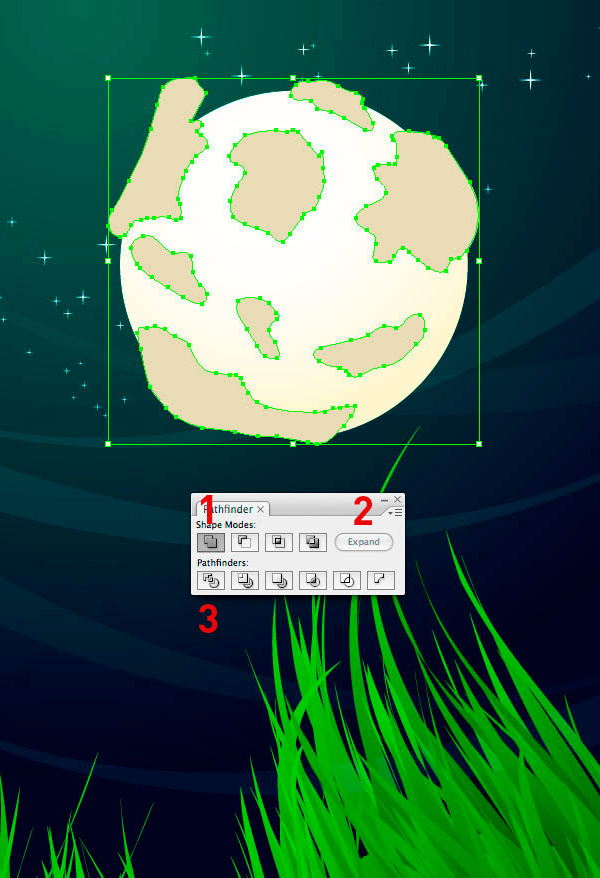 1
2
Pathfinder
Shape Modes:
Expand
Pathfinders:
3